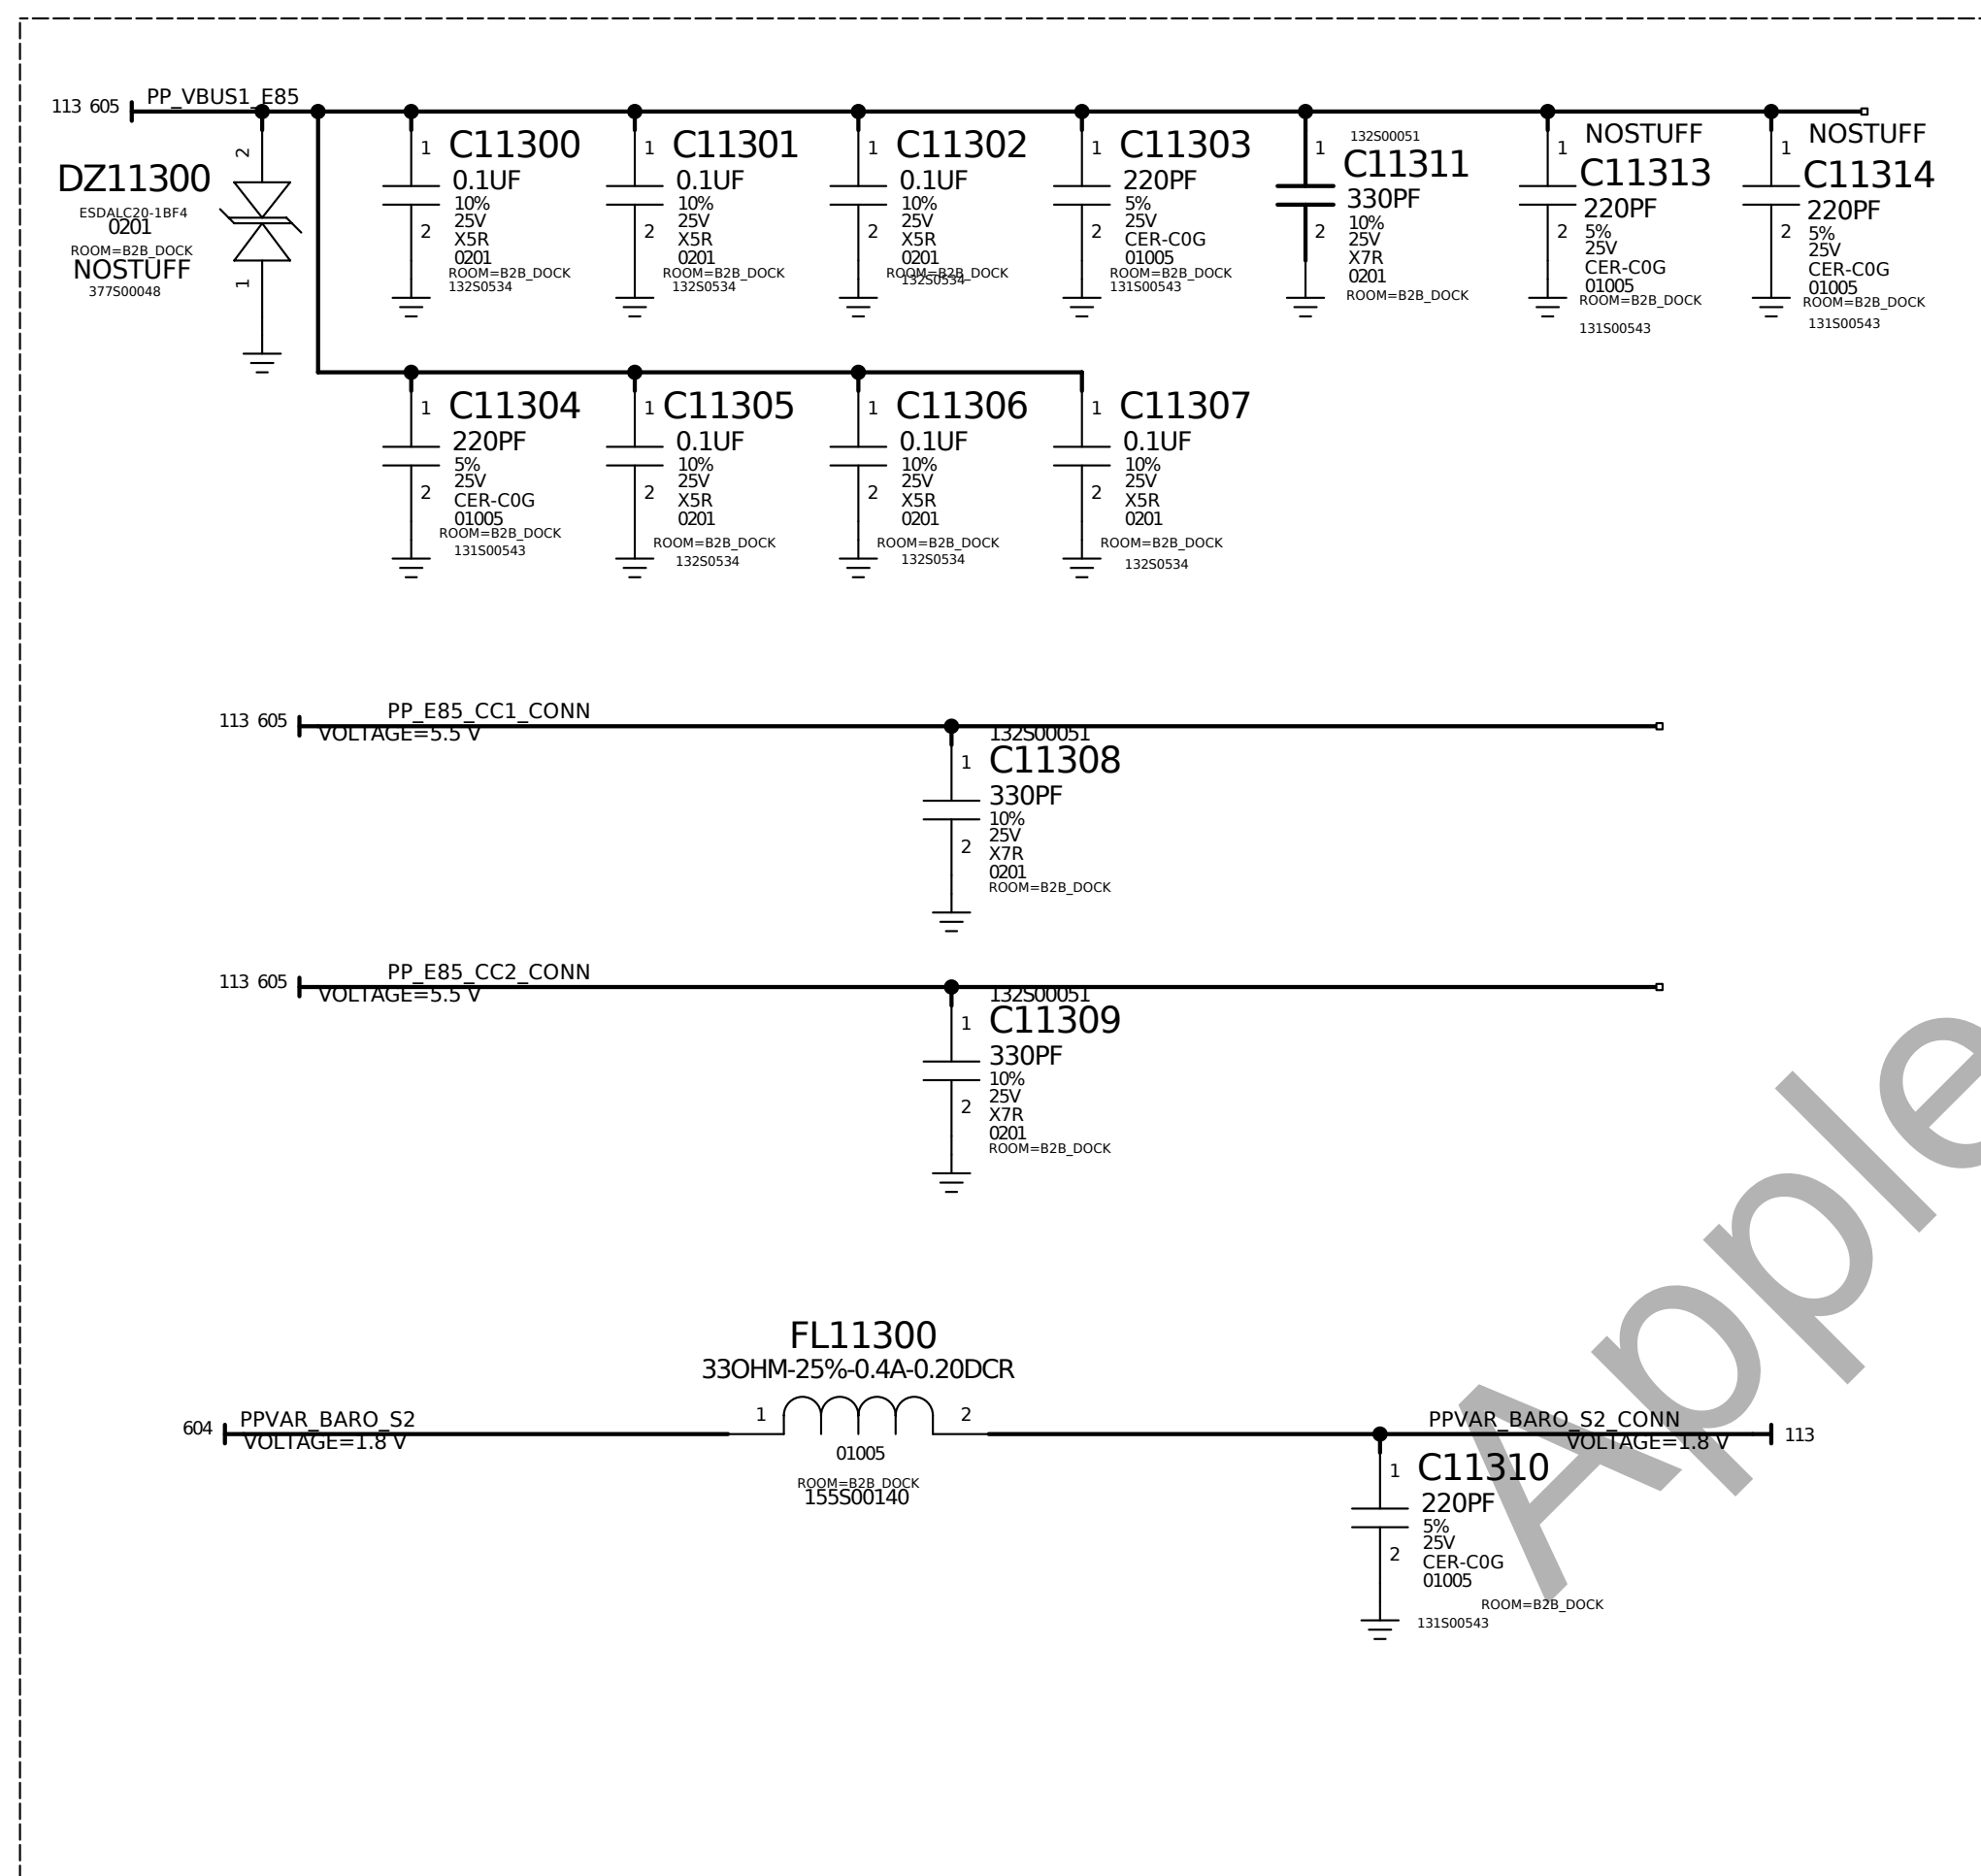 113 605 PP_VBUS1_E85
DZ11300
ESDALC20-1BF4
0201
ROOM=B2B_DOCK
NOSTUFF
377S00048
2
1
1 C11300
0.1UF
10%
25V
2 X5R
0201
ROOM=B2B_DOCK
132S0534
1 C11301
0.1UF
10%
25V
2 X5R
0201
ROOM=B2B_DOCK
132S0534
1 C11302
0.1UF
10%
25V
2 X5R
0201
ROOM=B2B_DOCK
132S0534
1 C11303
220PF
5%
25V
2 CER-C0G
01005
ROOM=B2B_DOCK
131S00543
132S00051
1 C11311
330PF
10%
25V
2 X7R
0201
ROOM=B2B_DOCK
NOSTUFF
1 C11313
220PF
5%
25V
2 CER-C0G
01005
ROOM=B2B_DOCK
131S00543
NOSTUFF
1 C11314
220PF
5%
25V
2 CER-C0G
01005
ROOM=B2B_DOCK
131S00543
1 C11304
220PF
5%
25V
2 CER-C0G
01005
ROOM=B2B_DOCK
131S00543
1 C11305
0.1UF
10%
25V
2 X5R
0201
ROOM=B2B_DOCK
132S0534
1 C11306
0.1UF
10%
25V
2 X5R
0201
ROOM=B2B_DOCK
132S0534
1 C11307
0.1UF
10%
25V
2 X5R
0201
ROOM=B2B_DOCK
132S0534
113 605 PP_E85_CC1_CONN
VOLTAGE=5.5 V
132S00051
1 C11308
330PF
10%
25V
2 X7R
0201
ROOM=B2B_DOCK
113 605 PP_E85_CC2_CONN
VOLTAGE=5.5 V
132S00051
1 C11309
330PF
10%
25V
2 X7R
0201
ROOM=B2B_DOCK
FL11300
33OHM-25%-0.4A-0.20DCR
604 PPVAR_BARO_S2
VOLTAGE=1.8 V
1 2
01005
ROOM=B2B_DOCK
155S00140
PPVAR_BARO_S2_CONN
VOLTAGE=1.8 V
113
1 C11310
220PF
5%
25V
2 CER-C0G
01005
ROOM=B2B_DOCK
131S00543
Apple